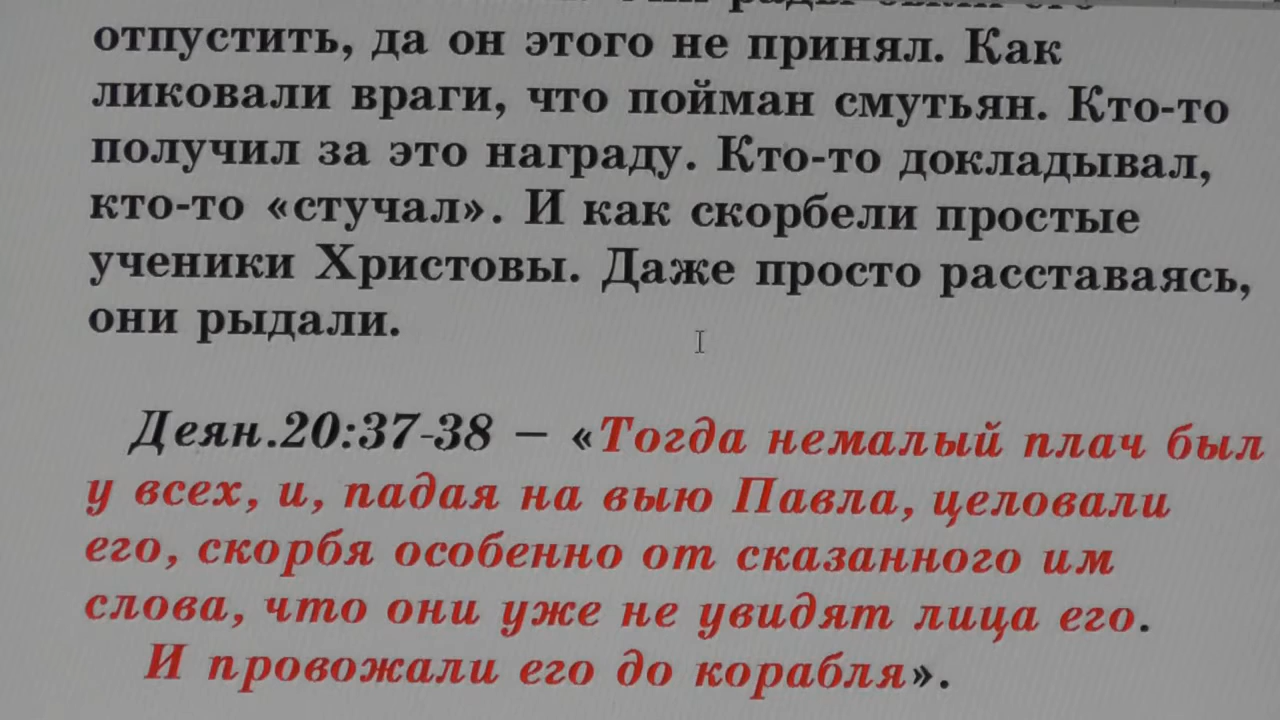 отпустить, да он этого не принял. Как
ликовали враги, что пойман смутьян. Кто-то
получил за это награду. Кто-то докладывал,
кто-то «стучал». И как скорбели простые
ученики Христовы. Даже просто расставаясь,
они рыдали.
Деян.20:37-38 – «Тогда немалый плач был
у всех, и, падая на выю Павла, целовали
его, скорбя особенно от сказанного им
слова, что они уже не увидят лица его.
И провожали его до корабля».